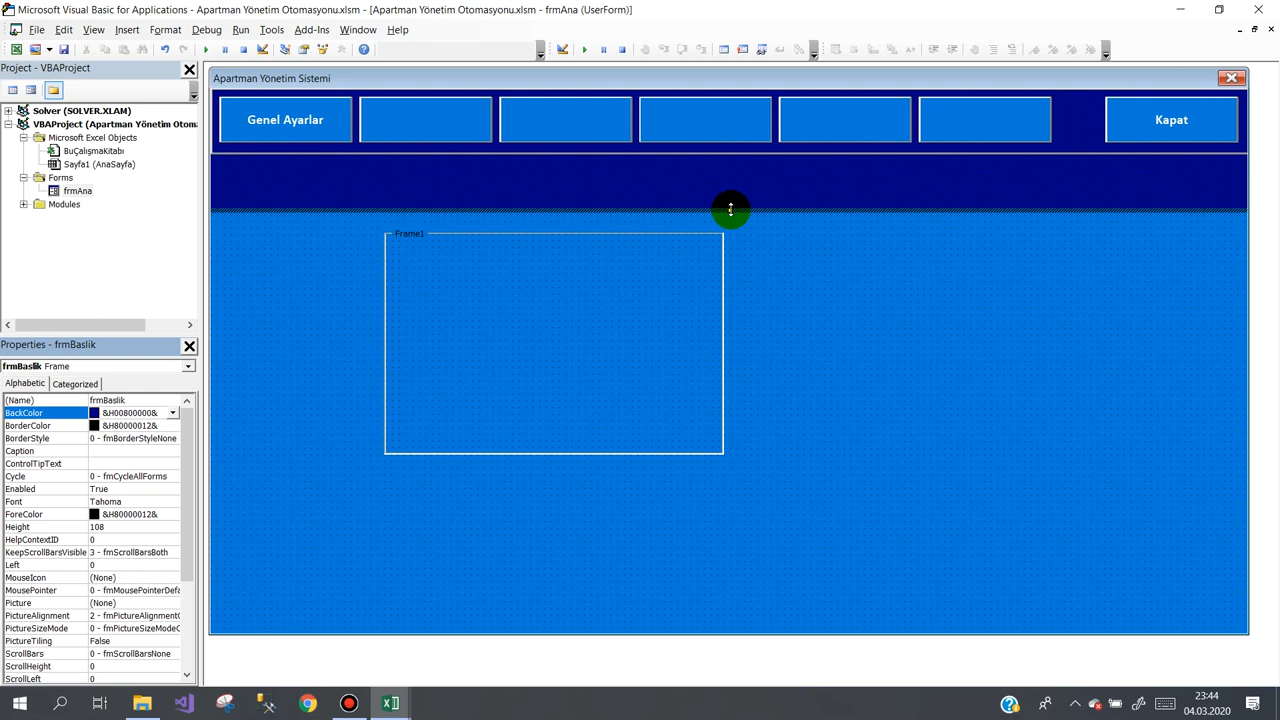 Microsoft Visual Basic for Applications - Apartman Yönetim Otomasyonu.xlsm - [Apartman Yönetim Otomasyonu.xlsm - frmAna (UserForm)]
File Edit View Insert Format Debug Run Tools Add-Ins Window Help
Project - VBAProject
Solver (SOLVER.XLAM)
VBAProject (Apartman Yönetim Otoma
Microsoft Excel Objects
BuÇalışmaKitabı
Sayfa1 (AnaSayfa)
Forms
frmAna
Modules
Properties - frmBaslik
frmBaslik Frame
Alphabetic Categorized
(Name) frmBaslik
BackColor &H00800000&
BorderColor &H80000012&
BorderStyle 0 - fmBorderStyleNone
Caption
ControlTipText
Cycle 0 - fmCycleAllForms
Enabled True
Font Tahoma
ForeColor &H80000012&
Height 108
HelpContextID 0
KeepScrollBarsVisible 3 - fmScrollBarsBoth
Left 0
MouseIcon (None)
MousePointer 0 - fmMousePointerDefa
Picture (None)
PictureAlignment 2 - fmPictureAlignmentC
PictureSizeMode 0 - fmPictureSizeModeC
PictureTiling False
ScrollBars 0 - fmScrollBarsNone
ScrollHeight 0
ScrollLeft 0
Apartman Yönetim Sistemi
Genel Ayarlar Kapat
Frame1
23:44
04.03.2020